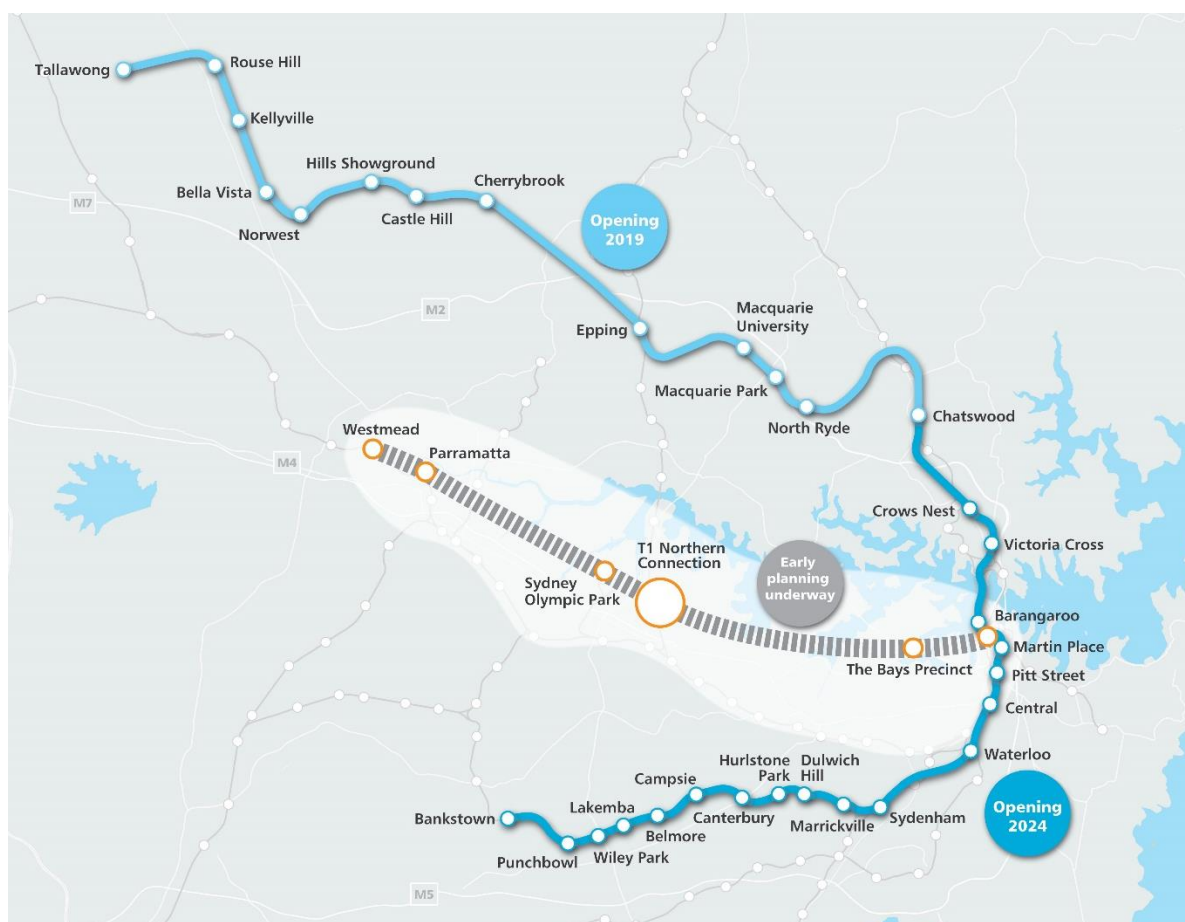 Tallawong
Rouse Hill
Kellyville
Bella Vista
Norwest
Hills Showground
Castle Hill
Cherrybrook
Opening
2019
M7
M2
Epping
Macquarie
University
Macquarie Park
North Ryde
Chatswood
Westmead
Parramatta
M4
Crows Nest
Victoria Cross
T1 Northern
Connection
Sydney
Olympic Park
Early
planning
underway
Barangaroo
Martin Place
The Bays Precinct
Pitt Street
Central
Waterloo
Opening
2024
Sydenham
Marrickville
Dulwich
Hill
Hurlstone
Park
Canterbury
Campsie
Belmore
Lakemba
Wiley Park
Punchbowl
Bankstown
M5